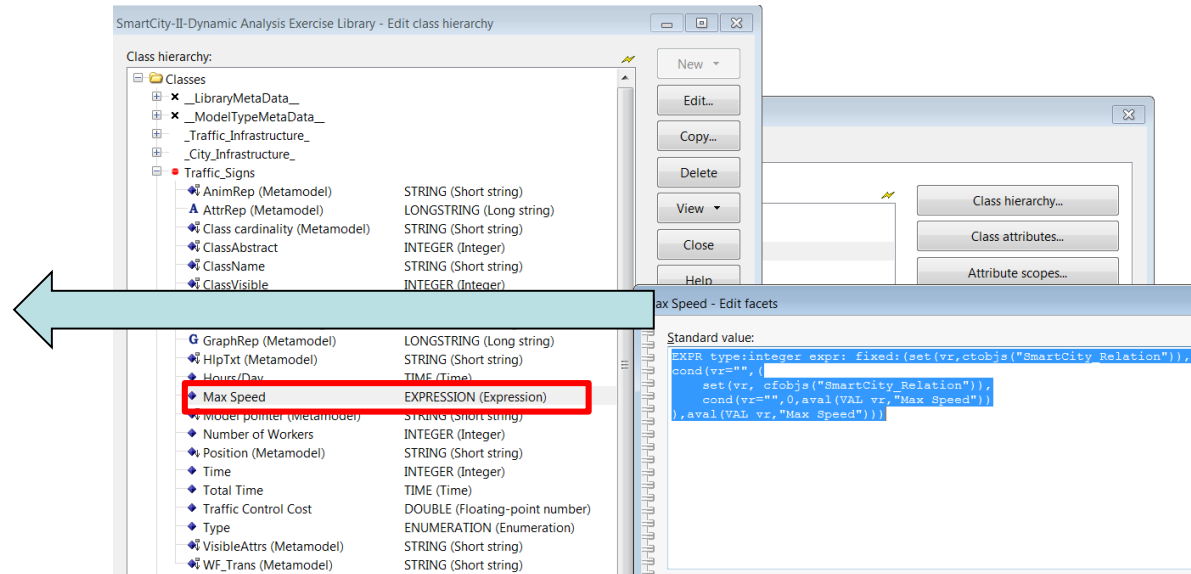 SmartCity-II-Dynamic Analysis Exercise Library - Edit class hierarchy
Class hierarchy:
Classes
__LibraryMetaData__
__ModelTypeMetaData__
_Traffic_Infrastructure_
_City_Infrastructure_
Traffic_Signs
AnimRep (Metamodel) STRING (Short string)
AttrRep (Metamodel) LONGSTRING (Long string)
Class cardinality (Metamodel) STRING (Short string)
ClassAbstract INTEGER (Integer)
ClassName STRING (Short string)
ClassVisible INTEGER (Integer)
GraphRep (Metamodel) LONGSTRING (Long string)
HlpTxt (Metamodel) STRING (Short string)
Hours/Day TIME (Time)
Max Speed EXPRESSION (Expression)
Model pointer (Metamodel) STRING (Short string)
Number of Workers INTEGER (Integer)
Position (Metamodel) STRING (Short string)
Time INTEGER (Integer)
Total Time TIME (Time)
Traffic Control Cost DOUBLE (Floating-point number)
Type ENUMERATION (Enumeration)
VisibleAttrs (Metamodel) STRING (Short string)
WF_Trans (Metamodel) STRING (Short string)
New
Edit...
Copy...
Delete
View
Close
Help
Class hierarchy...
Class attributes...
Attribute scopes...
ax Speed - Edit facets
Standard value:
EXPR type:integer expr: fixed:(set(vr,ctobjs("SmartCity_Relation")),
cond(vr="",(
set(vr, cfobjs("SmartCity_Relation")),
cond(vr="",0,aval(VAL vr,"Max Speed"))
),aval(VAL vr,"Max Speed")))